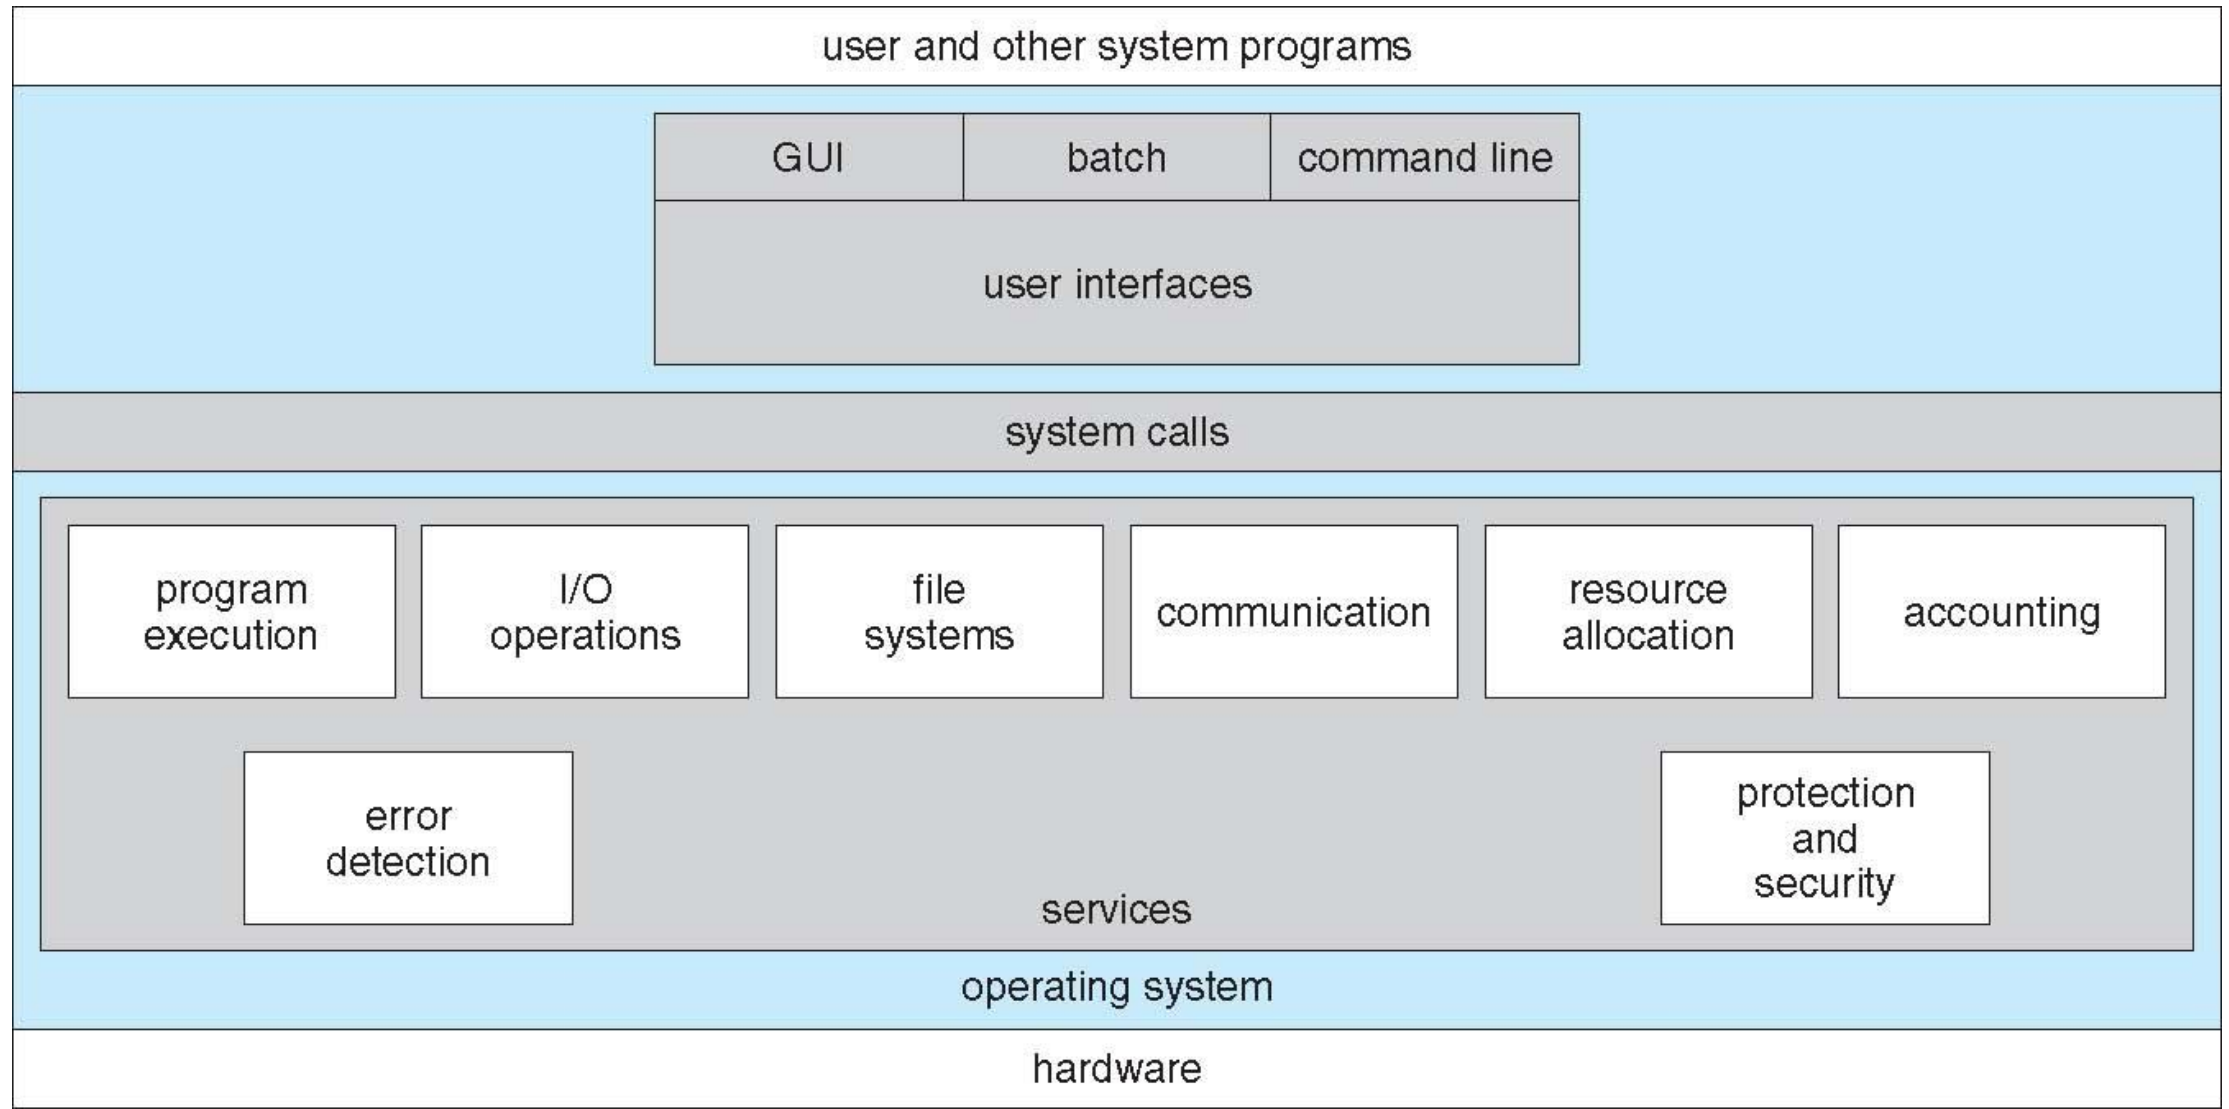 user and other system programs
GUI
batch
command line
user interfaces
system calls
program
execution
I/O
operations
file
systems
communication
resource
allocation
accounting
error
detection
protection
and
security
services
operating system
hardware